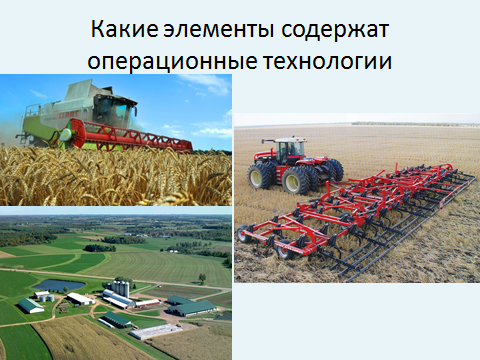 Какие элементы содержат
операционные технологии